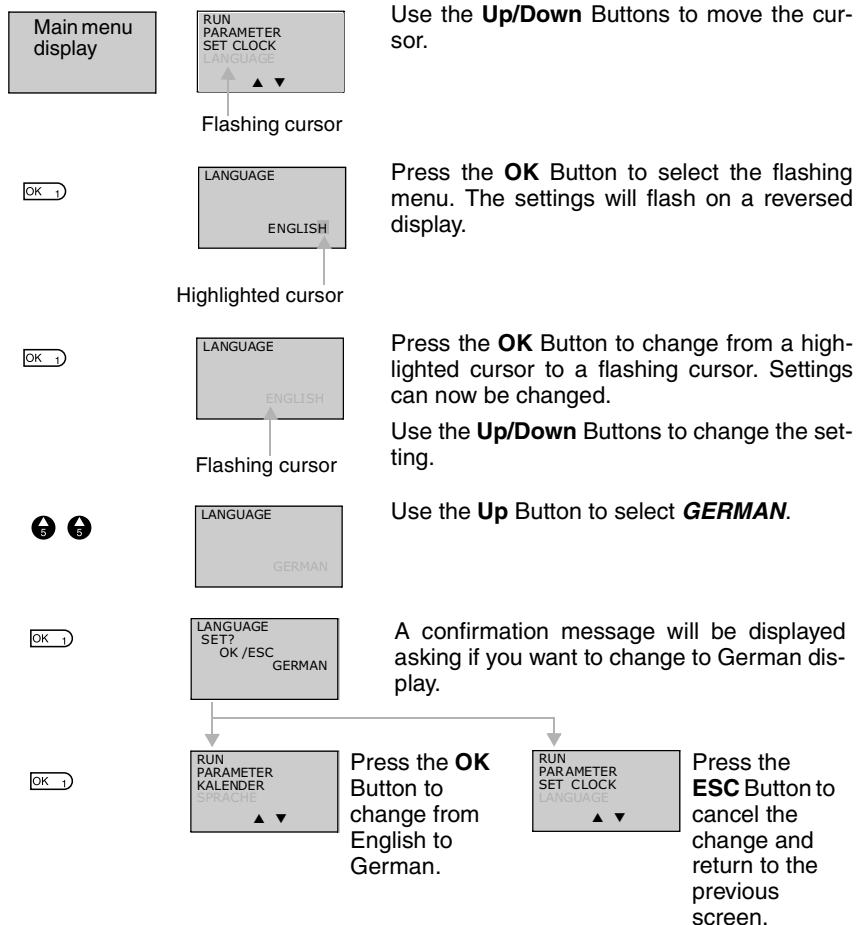 Main menu
display
RUN
PARAMETER
SET CLOCK
LANGUAGE
▲ ▼
Flashing cursor
Use the Up/Down Buttons to move the cur-
sor.
OK 1
LANGUAGE
ENGLISH
Highlighted cursor
Press the OK Button to select the flashing
menu. The settings will flash on a reversed
display.
OK 1
LANGUAGE
ENGLISH
Flashing cursor
Press the OK Button to change from a high-
lighted cursor to a flashing cursor. Settings
can now be changed.
Use the Up/Down Buttons to change the set-
ting.
5 5
LANGUAGE
GERMAN
Use the Up Button to select GERMAN.
OK 1
LANGUAGE
SET?
OK /ESC
GERMAN
A confirmation message will be displayed
asking if you want to change to German dis-
play.
OK 1
RUN
PARAMETER
KALENDER
SPRACHE
▲ ▼
Press the OK
Button to
change from
English to
German.
RUN
PARAMETER
SET CLOCK
LANGUAGE
▲ ▼
Press the
ESC Button to
cancel the
change and
return to the
previous
screen.